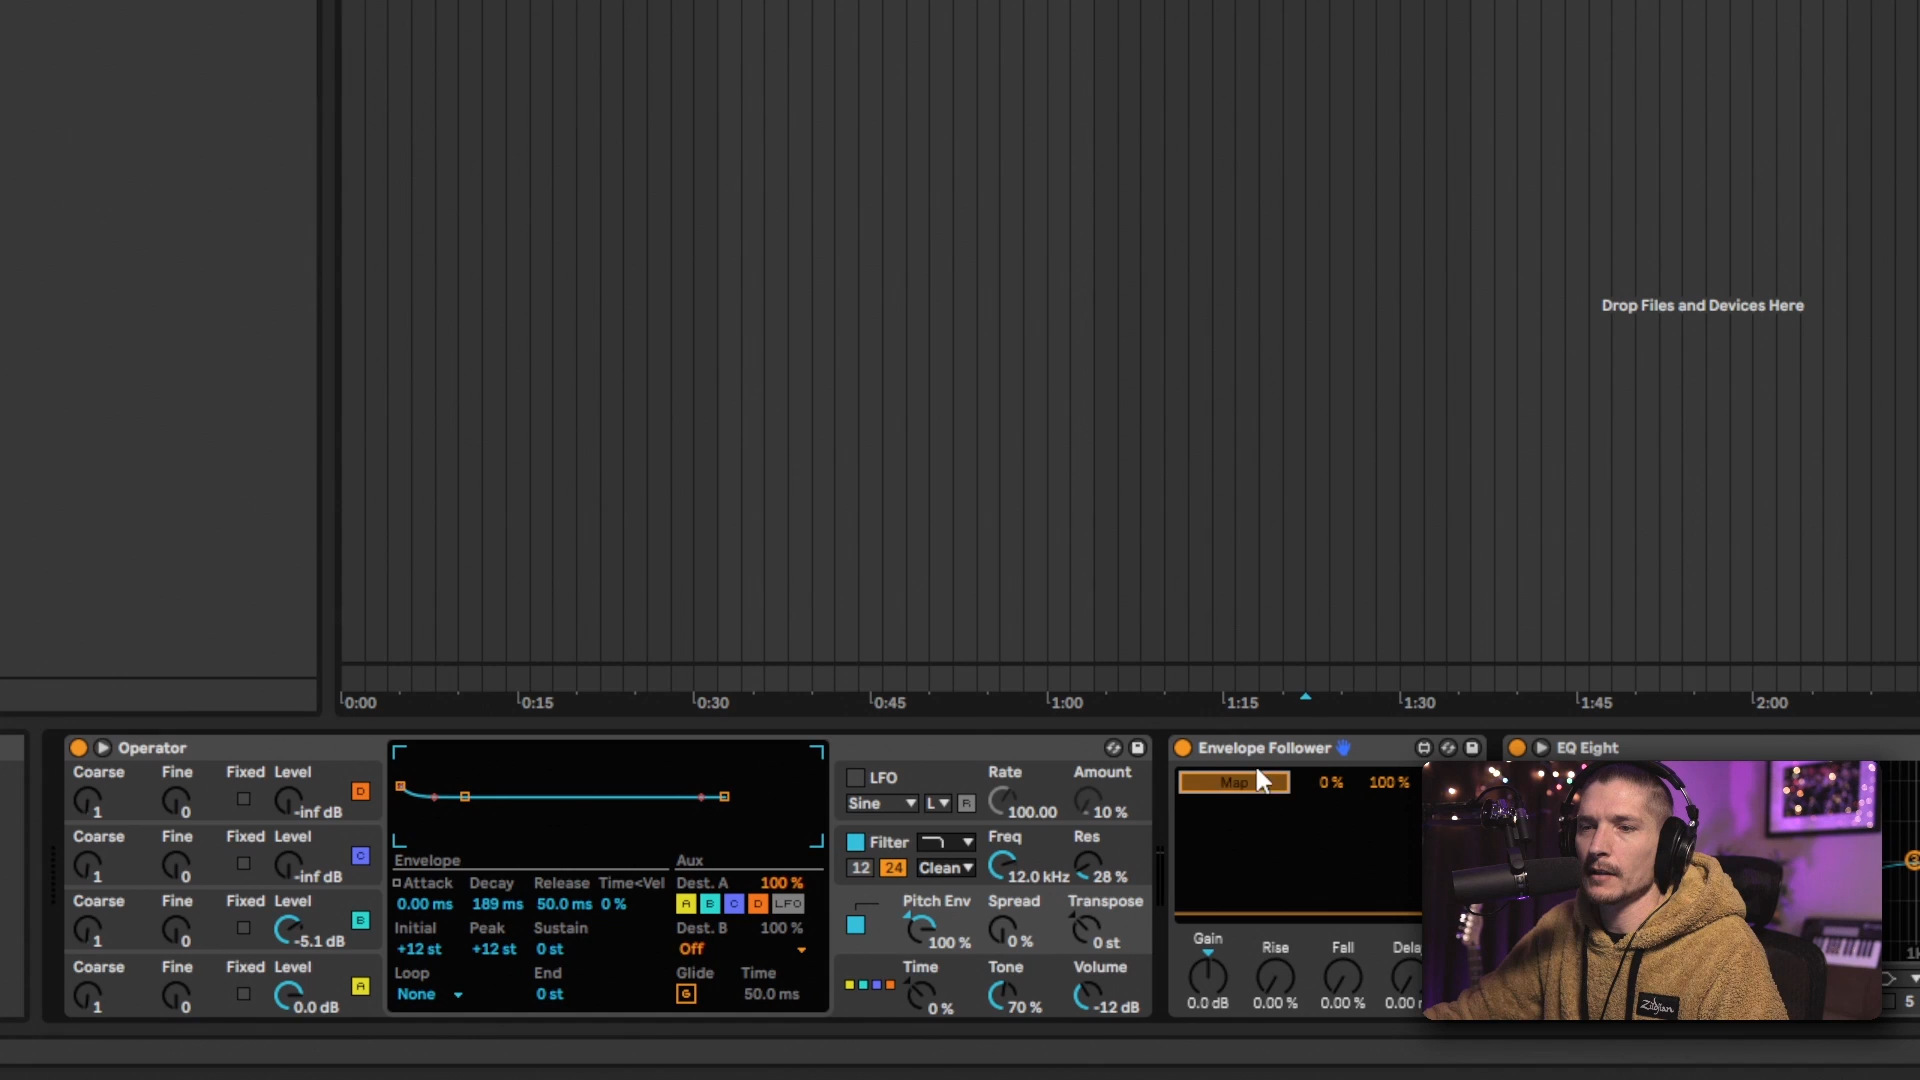 Drop Files and Devices Here
0:00 0:15 0:30 0:45 1:00 1:15 1:30 1:45 2:00
Operator
Coarse Fine Fixed Level
1 0 -inf dB D
Coarse Fine Fixed Level
1 0 -inf dB C
Coarse Fine Fixed Level
1 0 -5.1 dB B
Coarse Fine Fixed Level
1 0 0.0 dB A
Envelope
Attack Decay Release Time<Vel
0.00 ms 189 ms 50.0 ms 0 %
Initial Peak Sustain
+12 st +12 st 0 st
Loop End
None 0 st
Aux
Dest. A 100 %
A B C D LFO
Dest. B 100 %
Off
Glide Time
G 50.0 ms
LFO Rate Amount
Sine L R 100.00 10 %
Filter Freq Res
12 24 Clean 12.0 kHz 28 %
Pitch Env Spread Transpose
100 % 0 % 0 st
Time Tone Volume
0 % 70 % -12 dB
Envelope Follower
Map 0 % 100 %
Gain Rise Fall
0.0 dB 0.00 % 0.00 % 0.00
EQ Eight
3
5
Zildjian